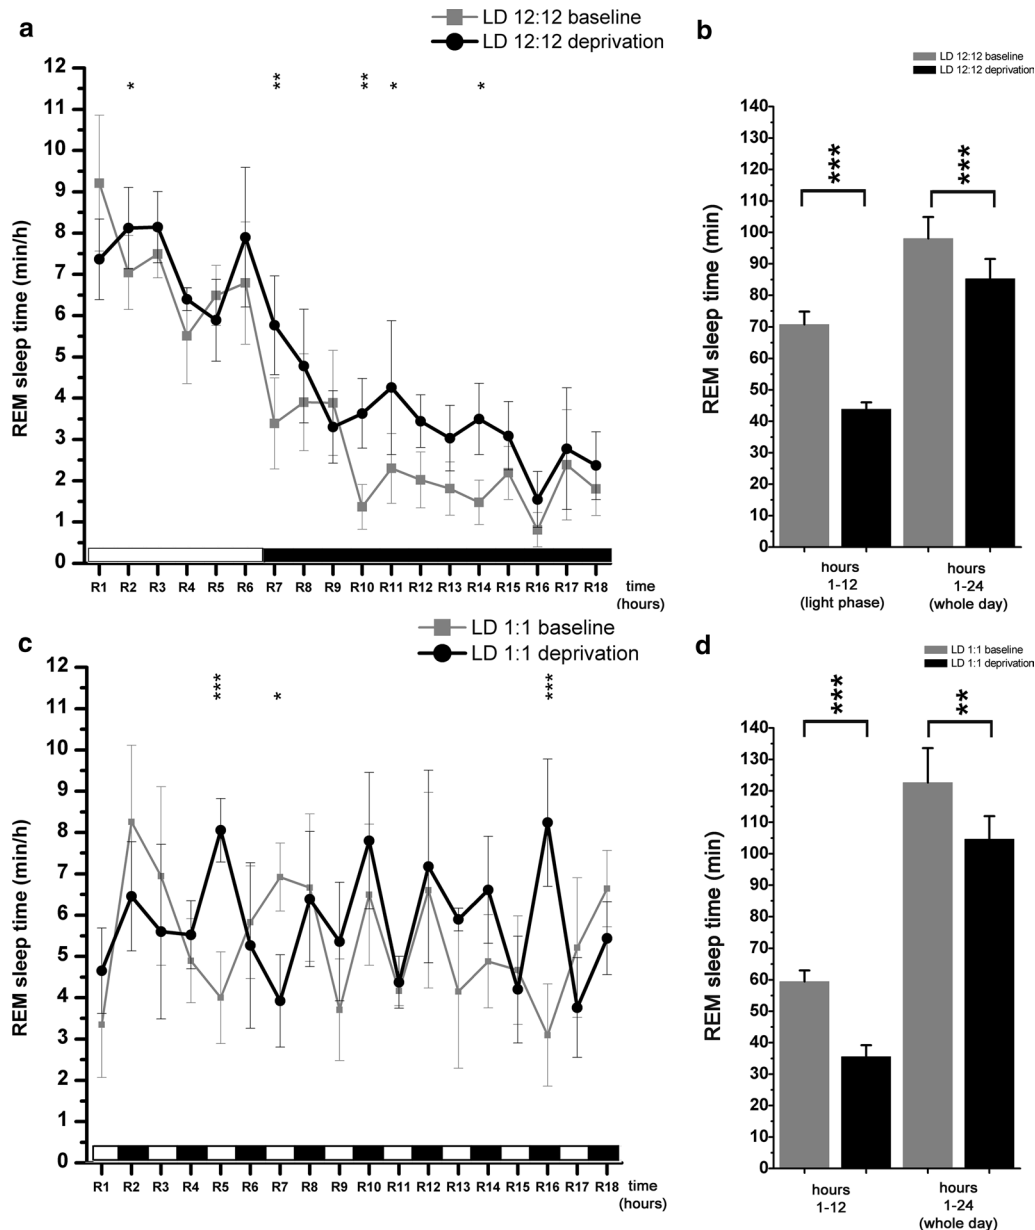 a
LD 12:12 baseline
LD 12:12 deprivation
* ** ** * *
REM sleep time (min/h)
12
11
10
9
8
7
6
5
4
3
2
1
0
R1 R2 R3 R4 R5 R6 R7 R8 R9 R10 R11 R12 R13 R14 R15 R16 R17 R18
time
(hours)
b
LD 12:12 baseline
LD 12:12 deprivation
*** ***
REM sleep time (min)
140
130
120
110
100
90
80
70
60
50
40
30
20
10
0
hours
1-12
(light phase)
hours
1-24
(whole day)
c
LD 1:1 baseline
LD 1:1 deprivation
*** * ***
REM sleep time (min/h)
12
11
10
9
8
7
6
5
4
3
2
1
0
R1 R2 R3 R4 R5 R6 R7 R8 R9 R10 R11 R12 R13 R14 R15 R16 R17 R18
time
(hours)
d
LD 1:1 baseline
LD 1:1 deprivation
*** **
REM sleep time (min)
140
130
120
110
100
90
80
70
60
50
40
30
20
10
0
hours
1-12
hours
1-24
(whole day)